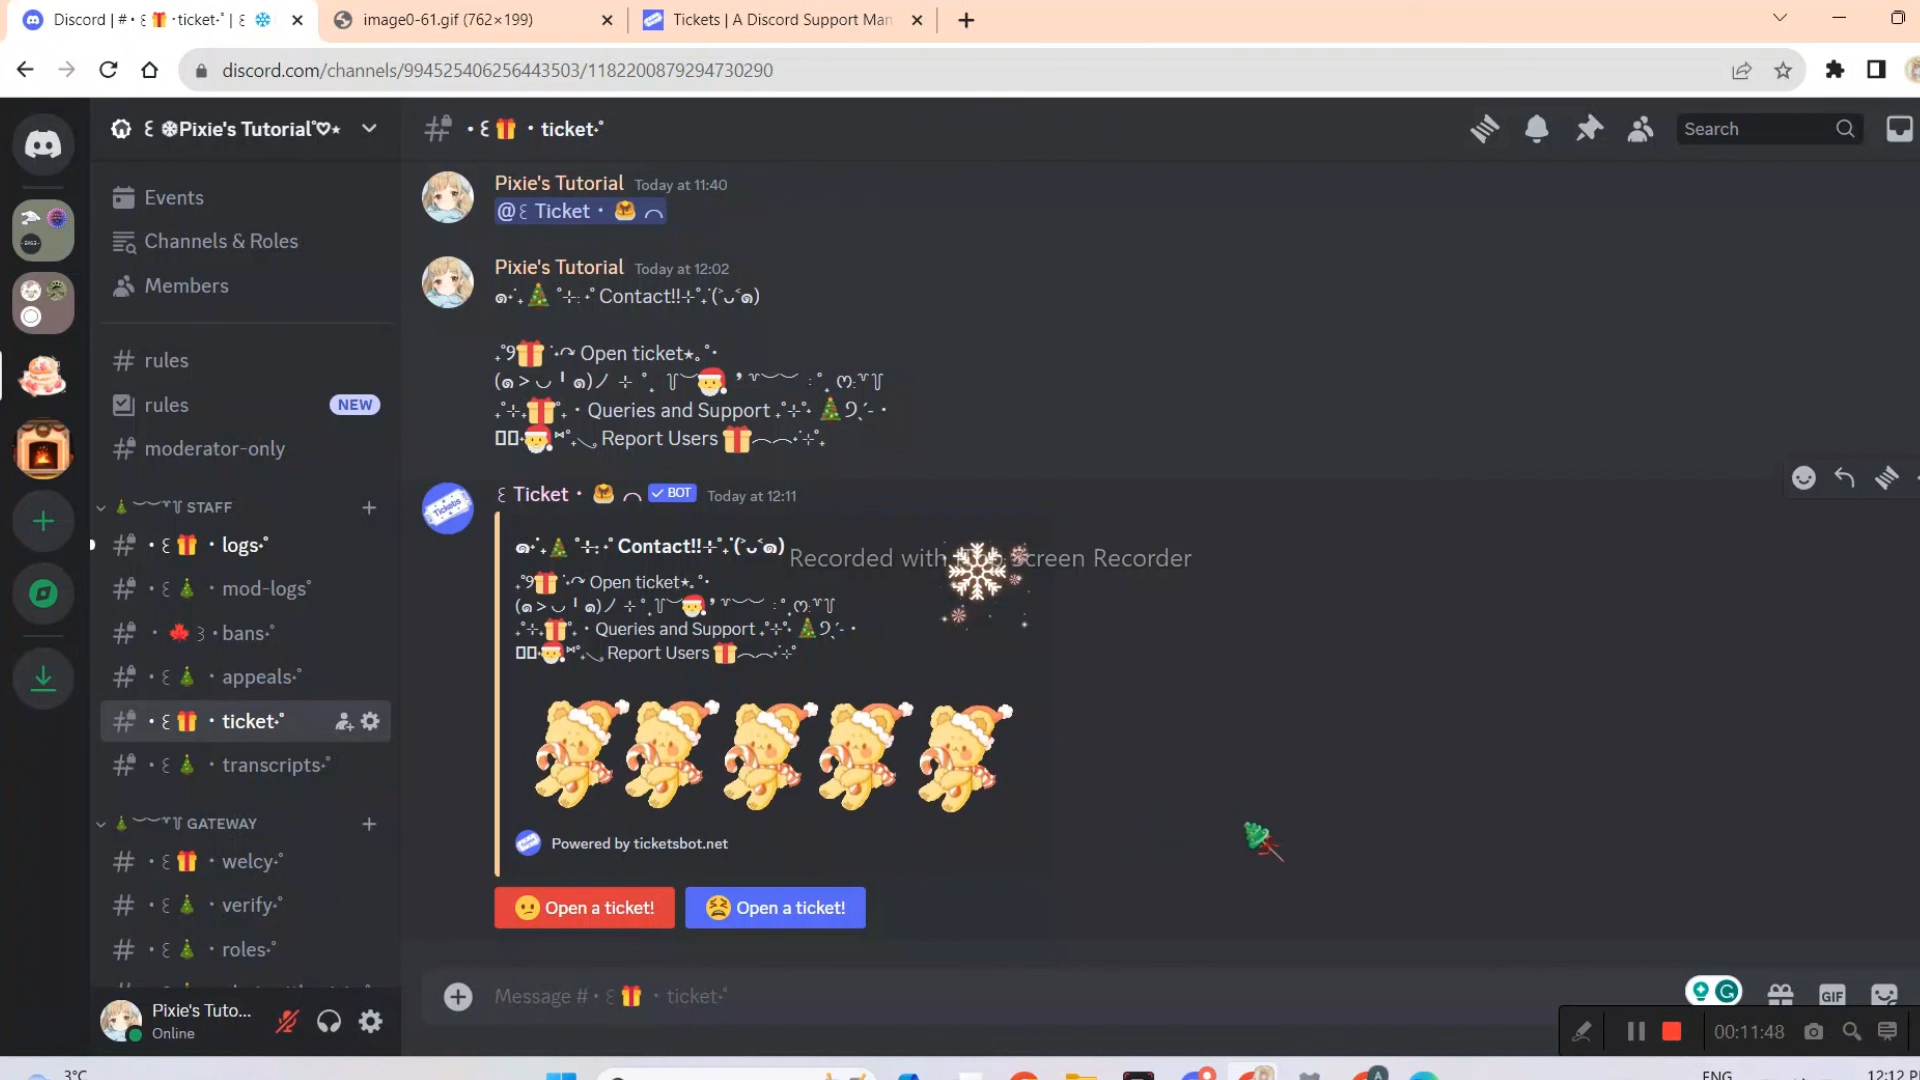 Discord | # • ꒰ 🎁 • ticket˖° | ꒰ ❄️
image0-61.gif (762×199)
Tickets | A Discord Support Man
discord.com/channels/994525406256443503/1182200879294730290
꒰ ❄Pixie's Tutorial°♡⋆
• ꒰ 🎁 • ticket˖°
Search
Events
Channels & Roles
Members
rules
rules NEW
moderator-only
STAFF
• ꒰ 🎁 • logs˖°
• ꒰ 🎄 • mod-logs°
• 🍁 ꒱ • bans˖°
• ꒰ 🎄 • appeals˖°
• ꒰ 🎁 • ticket˖°
• ꒰ 🎄 • transcripts˖°
GATEWAY
• ꒰ 🎁 • welcy˖°
• ꒰ 🎄 • verify˖°
• ꒰ 🎄 • roles˖°
Pixie's Tuto...
Online
Pixie's Tutorial Today at 11:40
@꒰ Ticket • 🥞 ⌒
Pixie's Tutorial Today at 12:02
Contact!!
Open ticket
Queries and Support
Report Users
꒰ Ticket • 🥞 ⌒ ✓ BOT Today at 12:11
Contact!!
Recorded with Screen Recorder
Open ticket
Queries and Support
Report Users
Tickets
Powered by ticketsbot.net
😕 Open a ticket! 😫 Open a ticket!
Message # • ꒰ 🎁 • ticket˖°
GIF
00:11:48
3°C
ENG
12:12 P